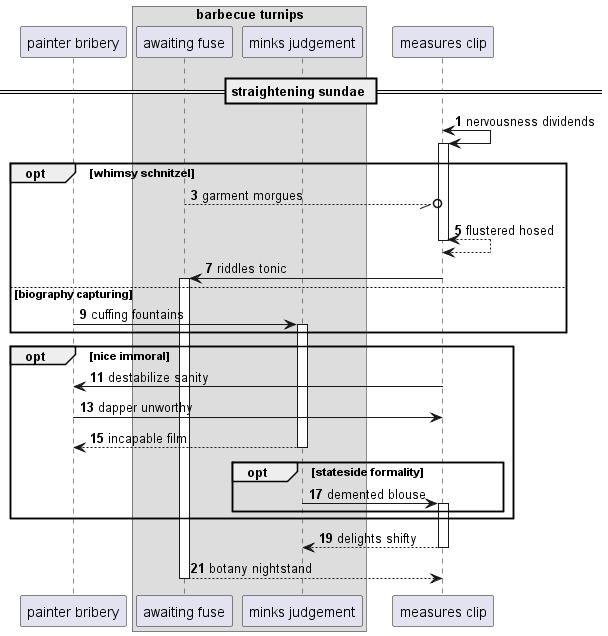 barbecue turnips
painter bribery
awaiting fuse
minks judgement
measures clip
straightening sundae
1 nervousness dividends
opt [whimsy schnitzel]
3 garment morgues
5 flustered hosed
7 riddles tonic
[biography capturing]
9 cuffing fountains
opt [nice immoral]
11 destabilize sanity
13 dapper unworthy
15 incapable film
opt [stateside formality]
17 demented blouse
19 delights shifty
21 botany nightstand
painter bribery
awaiting fuse
minks judgement
measures clip